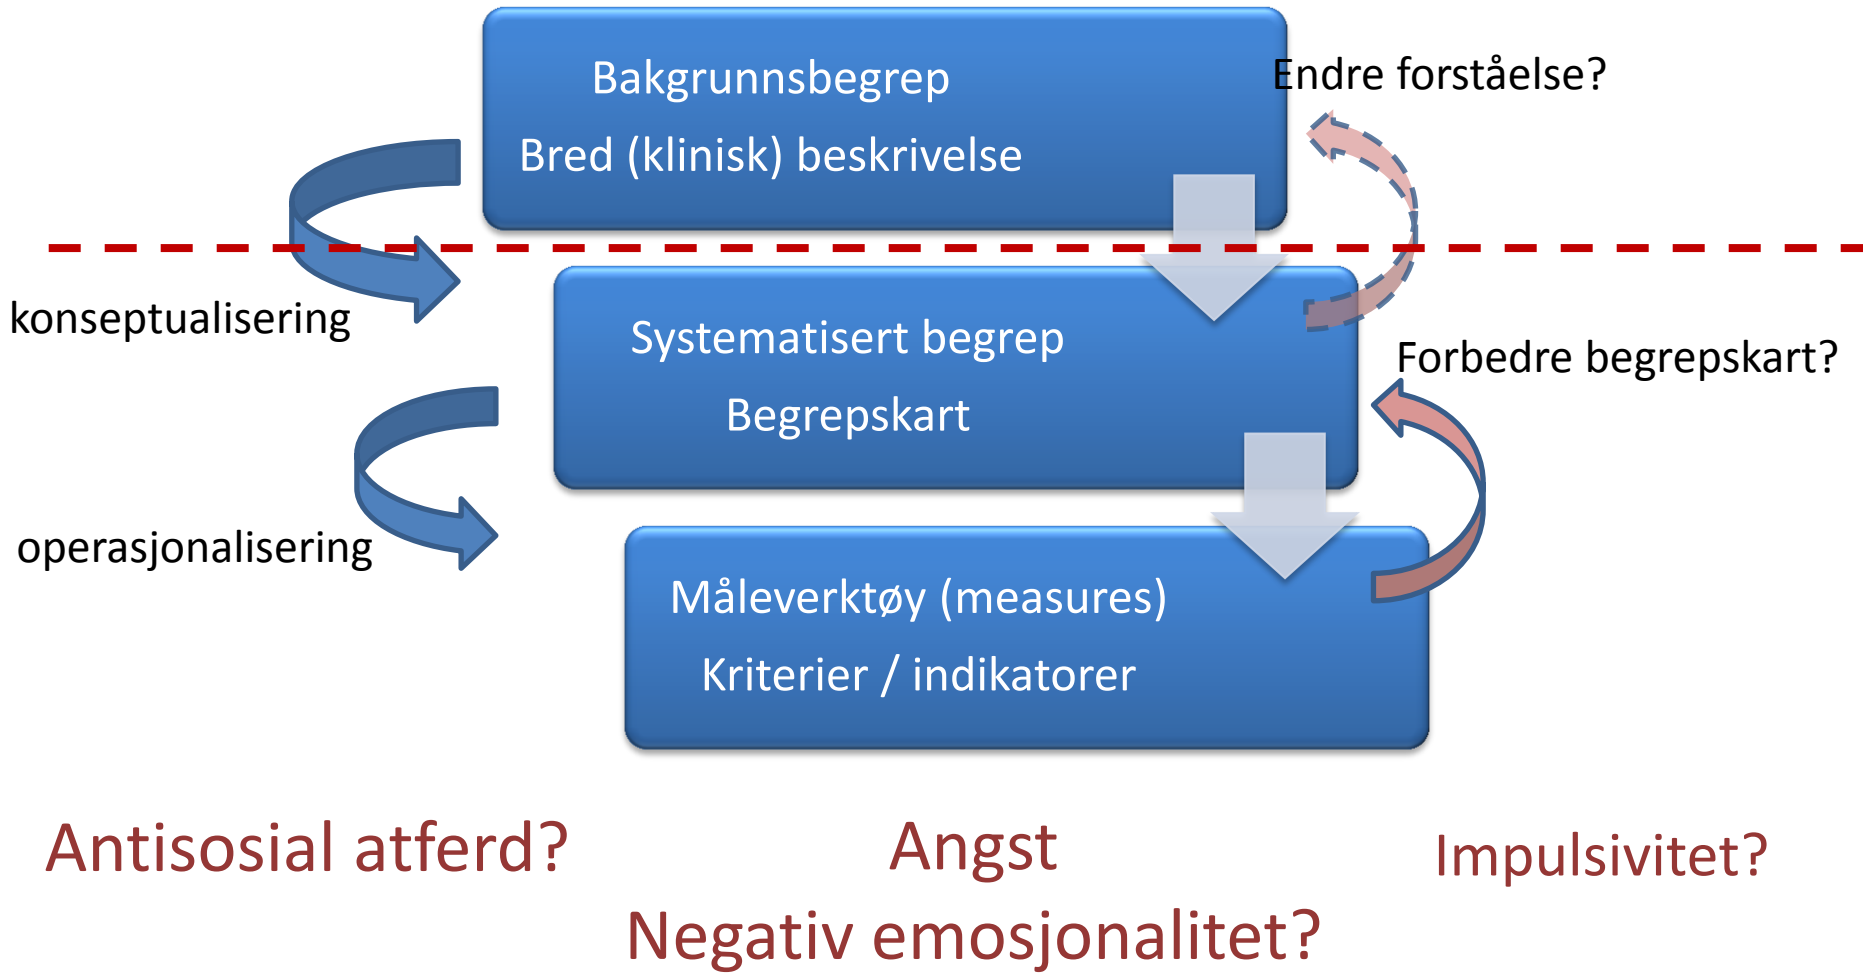 Bakgrunnsbegrep
Bred (klinisk) beskrivelse
Endre forståelse?
konseptualisering
Systematisert begrep
Begrepskart
Forbedre begrepskart?
operasjonalisering
Måleverktøy (measures)
Kriterier / indikatorer
Antisosial atferd?
Angst
Negativ emosjonalitet?
Impulsivitet?